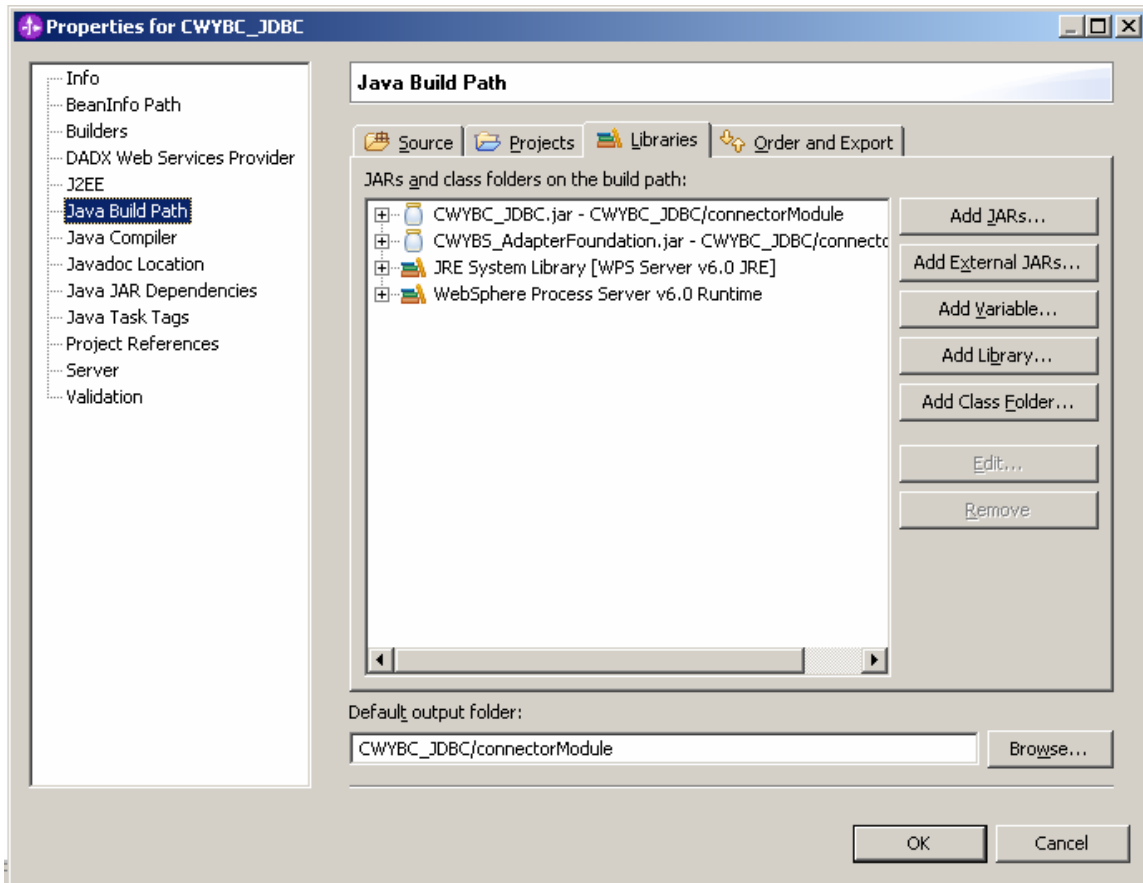 Properties for CWYBC_JDBC
Info
BeanInfo Path
Builders
DADX Web Services Provider
J2EE
Java Build Path
Java Compiler
Javadoc Location
Java JAR Dependencies
Java Task Tags
Project References
Server
Validation
Java Build Path
Source
Projects
Libraries
Order and Export
JARs and class folders on the build path:
CWYBC_JDBC.jar - CWYBC_JDBC/connectorModule
CWYBS_AdapterFoundation.jar - CWYBC_JDBC/connecto
JRE System Library [WPS Server v6.0 JRE]
WebSphere Process Server v6.0 Runtime
Add JARs...
Add External JARs...
Add Variable...
Add Library...
Add Class Folder...
Edit...
Remove
Default output folder:
CWYBC_JDBC/connectorModule
Browse...
OK
Cancel